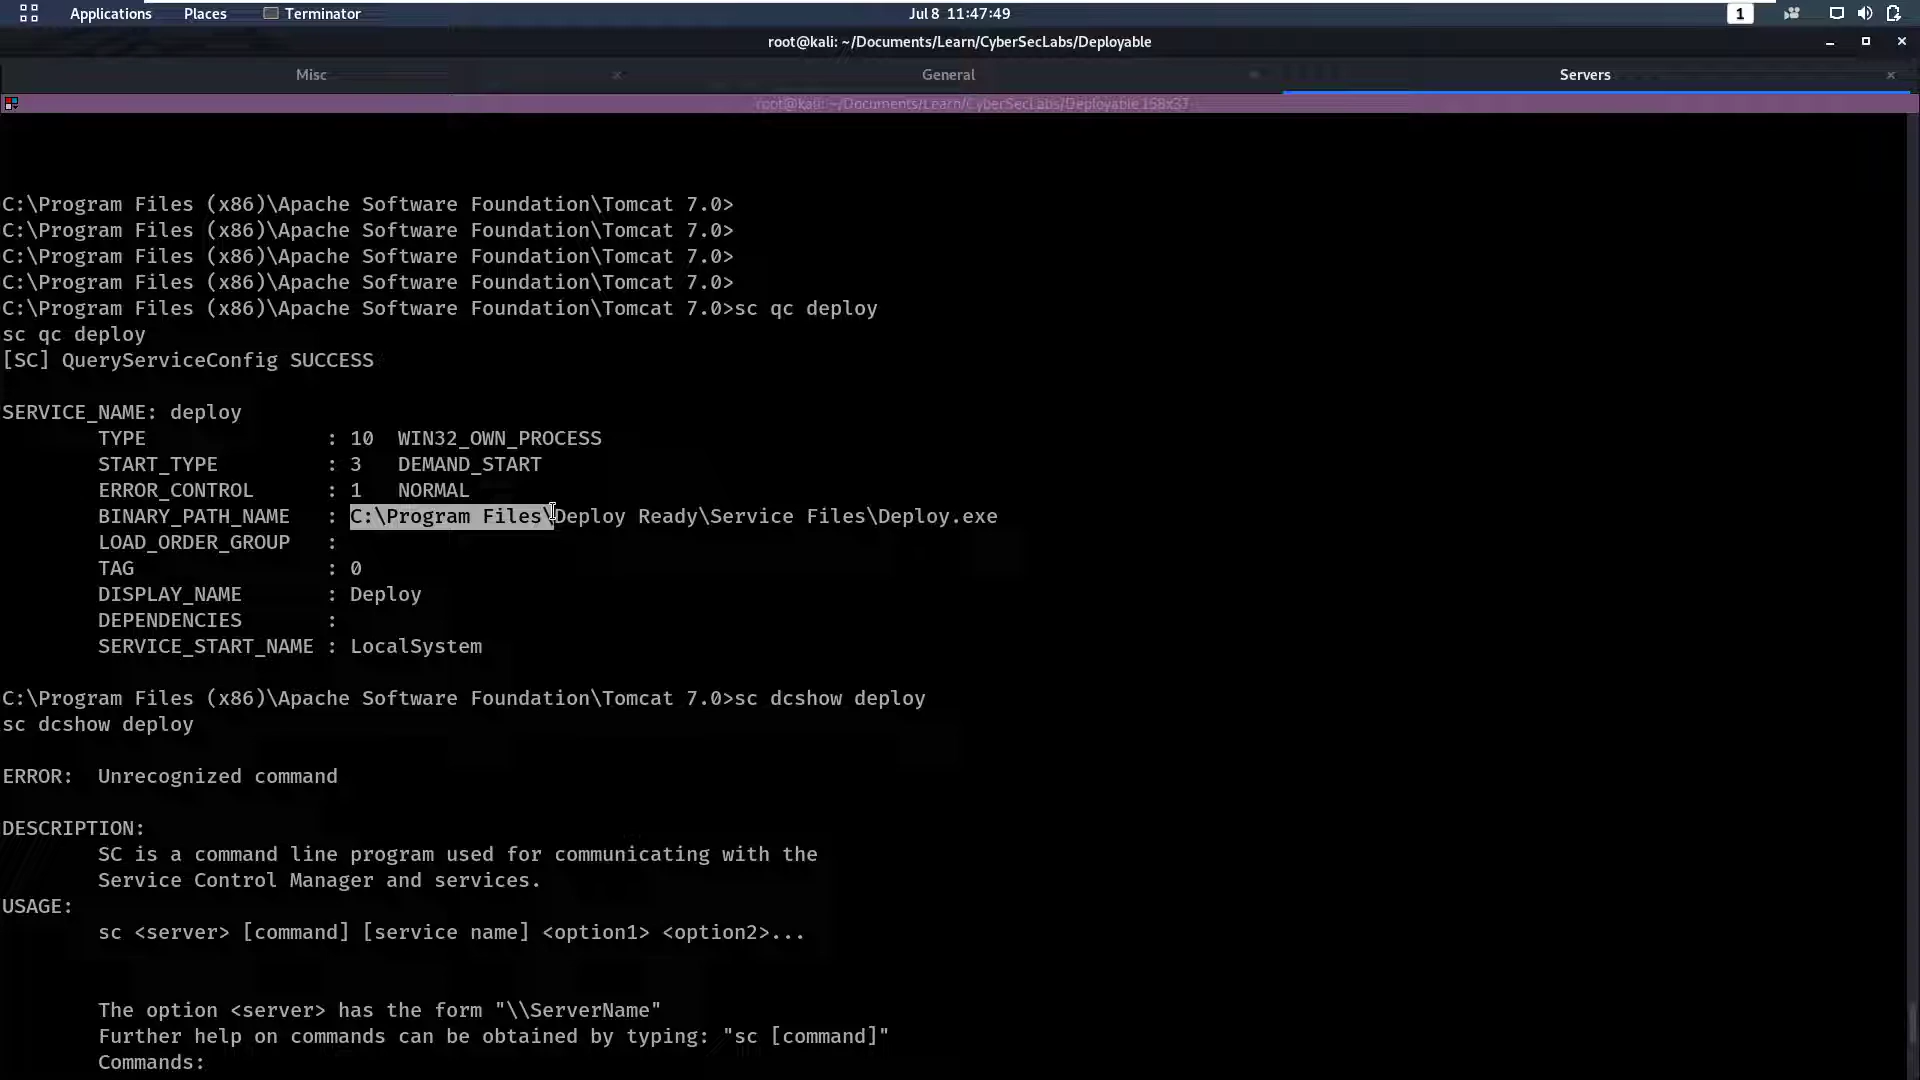 Applications Places Terminator Jul 8 11:47:49 1
root@kali: ~/Documents/Learn/CyberSecLabs/Deployable
Misc General Servers
root@kali: ~/Documents/Learn/CyberSecLabs/Deployable 158x37
C:\Program Files (x86)\Apache Software Foundation\Tomcat 7.0>
C:\Program Files (x86)\Apache Software Foundation\Tomcat 7.0>
C:\Program Files (x86)\Apache Software Foundation\Tomcat 7.0>
C:\Program Files (x86)\Apache Software Foundation\Tomcat 7.0>
C:\Program Files (x86)\Apache Software Foundation\Tomcat 7.0>sc qc deploy
sc qc deploy
[SC] QueryServiceConfig SUCCESS
SERVICE_NAME: deploy
TYPE : 10 WIN32_OWN_PROCESS
START_TYPE : 3 DEMAND_START
ERROR_CONTROL : 1 NORMAL
BINARY_PATH_NAME : C:\Program Files\Deploy Ready\Service Files\Deploy.exe
LOAD_ORDER_GROUP :
TAG : 0
DISPLAY_NAME : Deploy
DEPENDENCIES :
SERVICE_START_NAME : LocalSystem
C:\Program Files (x86)\Apache Software Foundation\Tomcat 7.0>sc dcshow deploy
sc dcshow deploy
ERROR: Unrecognized command
DESCRIPTION:
SC is a command line program used for communicating with the
Service Control Manager and services.
USAGE:
sc <server> [command] [service name] <option1> <option2>...
The option <server> has the form "\\ServerName"
Further help on commands can be obtained by typing: "sc [command]"
Commands: